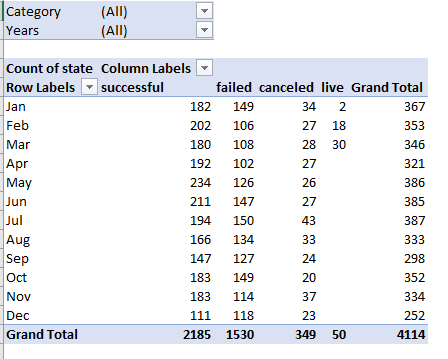 Category (All)
Years (All)
Count of state Column Labels
Row Labels successful failed canceled live Grand Total
Jan 182 149 34 2 367
Feb 202 106 27 18 353
Mar 180 108 28 30 346
Apr 192 102 27 321
May 234 126 26 386
Jun 211 147 27 385
Jul 194 150 43 387
Aug 166 134 33 333
Sep 147 127 24 298
Oct 183 149 20 352
Nov 183 114 37 334
Dec 111 118 23 252
Grand Total 2185 1530 349 50 4114